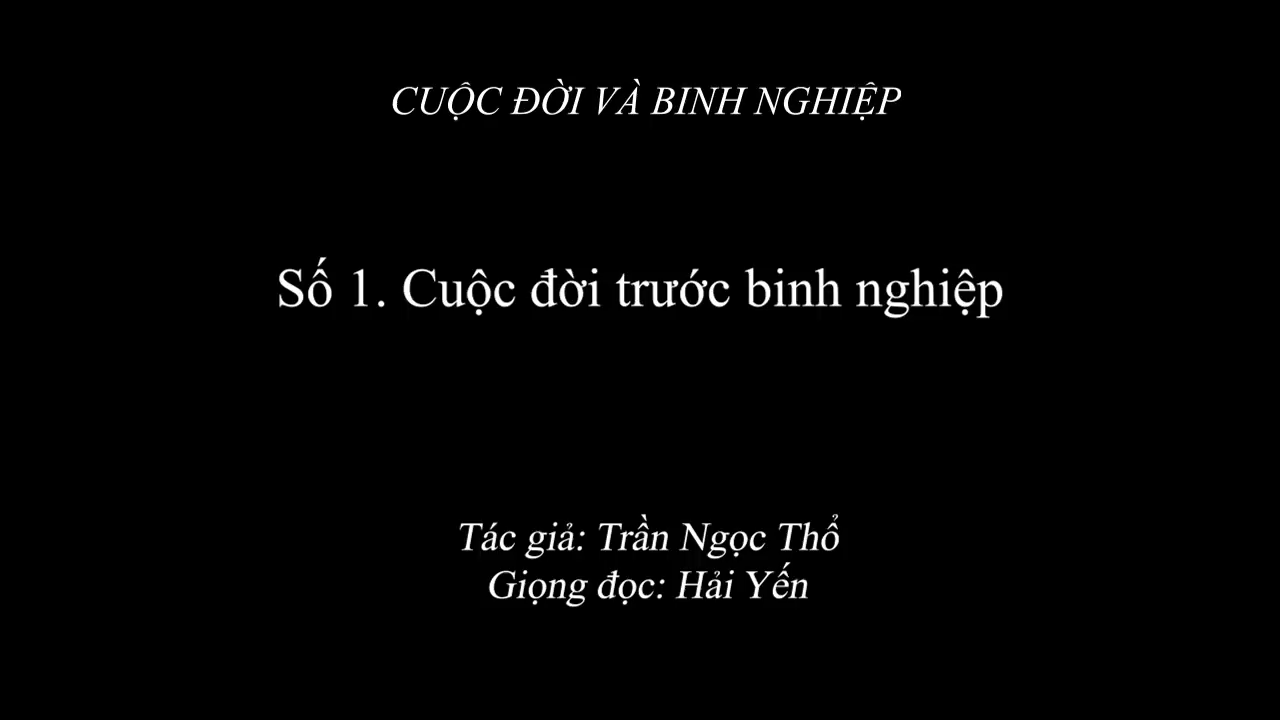 CUỘC ĐỜI VÀ BINH NGHIỆP
Số 1. Cuộc đời trước binh nghiệp
Tác giả: Trần Ngọc Thổ
Giọng đọc: Hải Yến